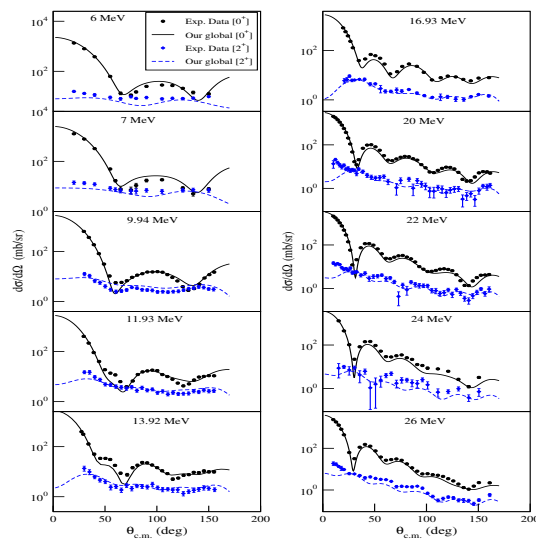 6 MeV
Exp. Data [0+]
Our global [0+]
Exp. Data [2+]
Our global [2+]
10^4
10^2
10^0
10^4
7 MeV
10^2
10^0
9.94 MeV
10^2
10^0
11.93 MeV
10^2
10^0
13.92 MeV
10^2
10^0
dσ/dΩ (mb/sr)
0 50 100 150 200
θc.m. (deg)
16.93 MeV
10^2
10^0
20 MeV
10^2
10^0
22 MeV
10^2
10^0
24 MeV
10^2
10^0
26 MeV
10^2
10^0
dσ/dΩ (mb/sr)
0 50 100 150 200
θc.m. (deg)